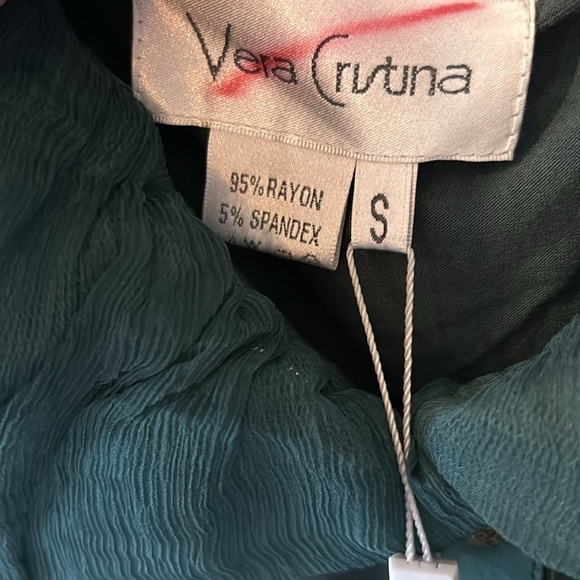 Vera Cristina
95% RAYON
5% SPANDEX
S